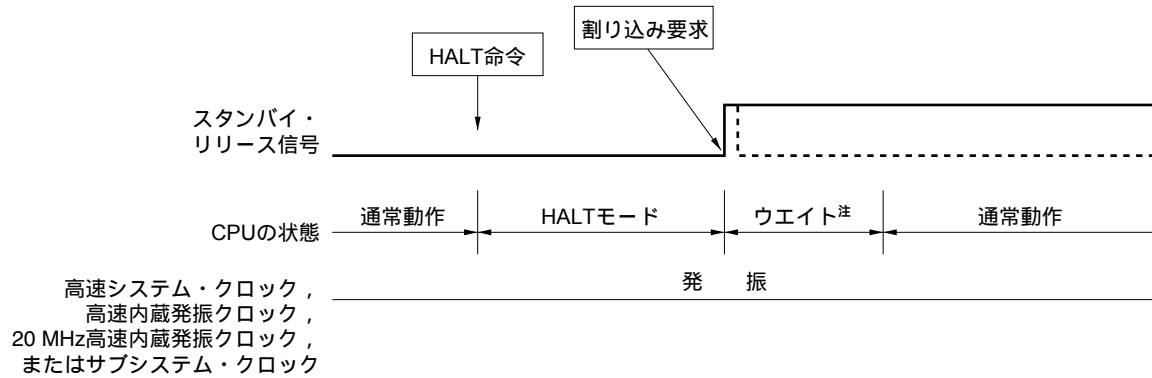 割り込み要求
HALT命令
スタンバイ・
リリース信号
通常動作 HALTモード ウエイト注 通常動作
CPUの状態
発 振
高速システム・クロック，
高速内蔵発振クロック，
20 MHz高速内蔵発振クロック，
またはサブシステム・クロック